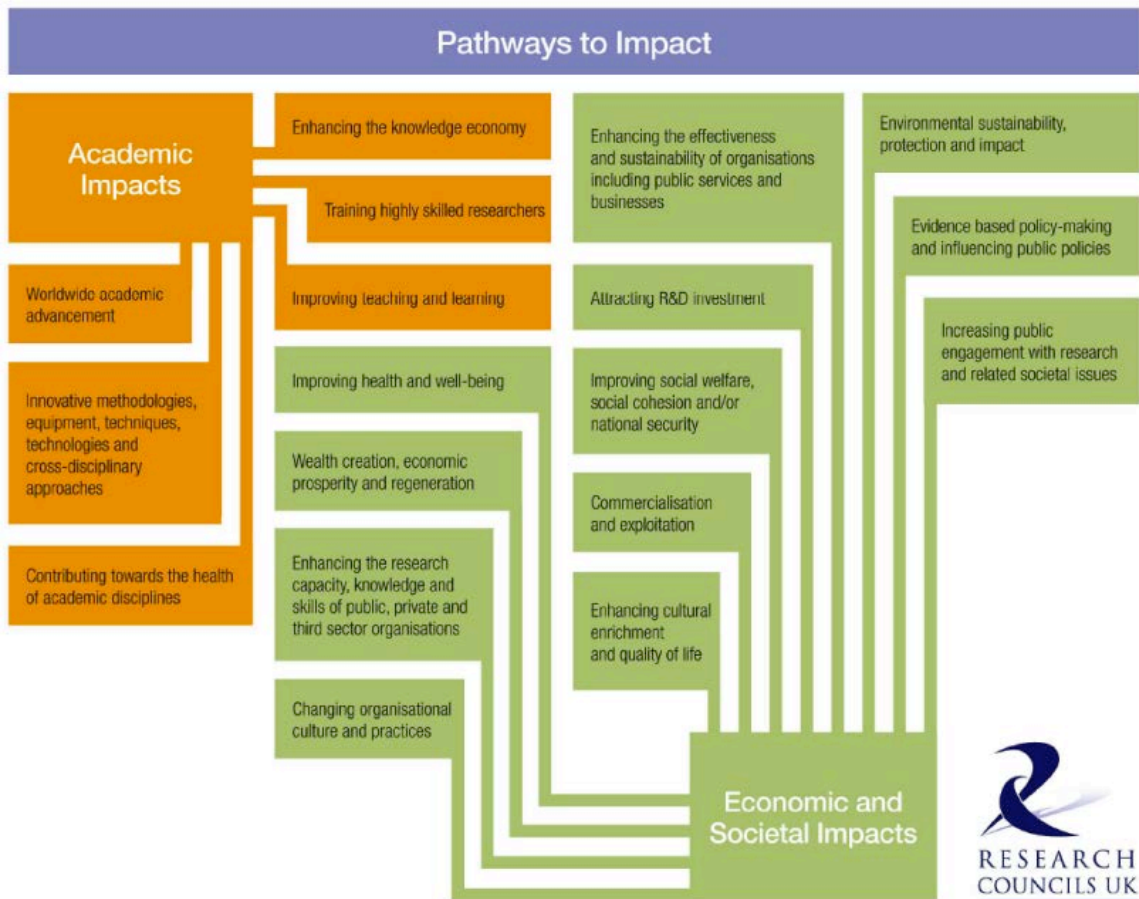 Pathways to Impact
Academic
Impacts
Worldwide academic
advancement
Innovative methodologies,
equipment, techniques,
technologies and
cross-disciplinary
approaches
Contributing towards the health
of academic disciplines
Enhancing the knowledge economy
Training highly skilled researchers
Improving teaching and learning
Improving health and well-being
Wealth creation, economic
prosperity and regeneration
Enhancing the research
capacity, knowledge and
skills of public, private and
third sector organisations
Changing organisational
culture and practices
Enhancing the effectiveness
and sustainability of organisations
including public services and
businesses
Attracting R&D investment
Improving social welfare,
social cohesion and/or
national security
Commercialisation
and exploitation
Enhancing cultural
enrichment
and quality of life
Environmental sustainability,
protection and impact
Evidence based policy-making
and influencing public policies
Increasing public
engagement with research
and related societal issues
Economic and
Societal Impacts
RESEARCH
COUNCILS UK